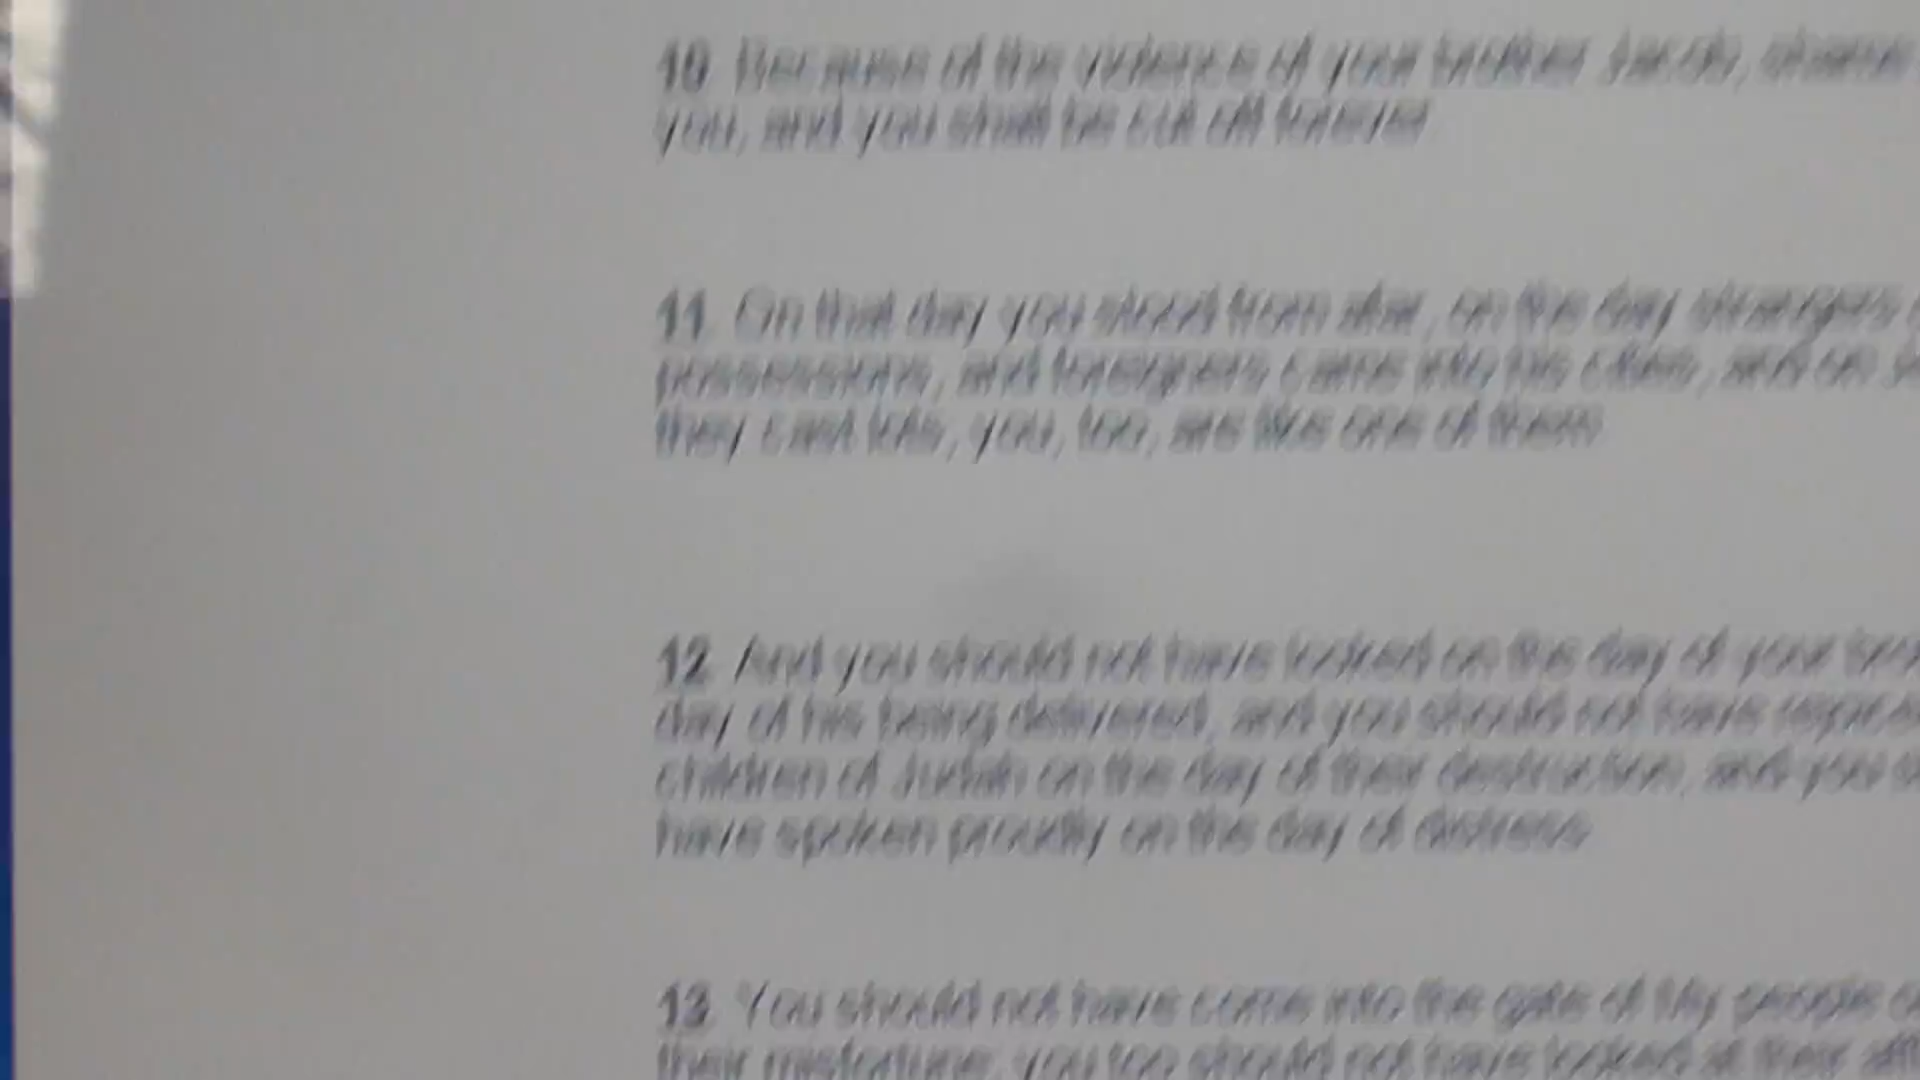 10 Because of the violence of your brother Jacob, shame
you, and you shall be cut off forever
11 On that day you stood from afar, on the day strangers
possessions, and foreigners came into his cities, and on
they cast lots, you, too, are like one of them
12 And you should not have looked on the day of your
day of his being delivered, and you should not have
children of Judah on the day of their destruction, and you
have spoken proudly on the day of distress
13 You should not have come into the gate of My people
their misfortune, you too should not have looked at their